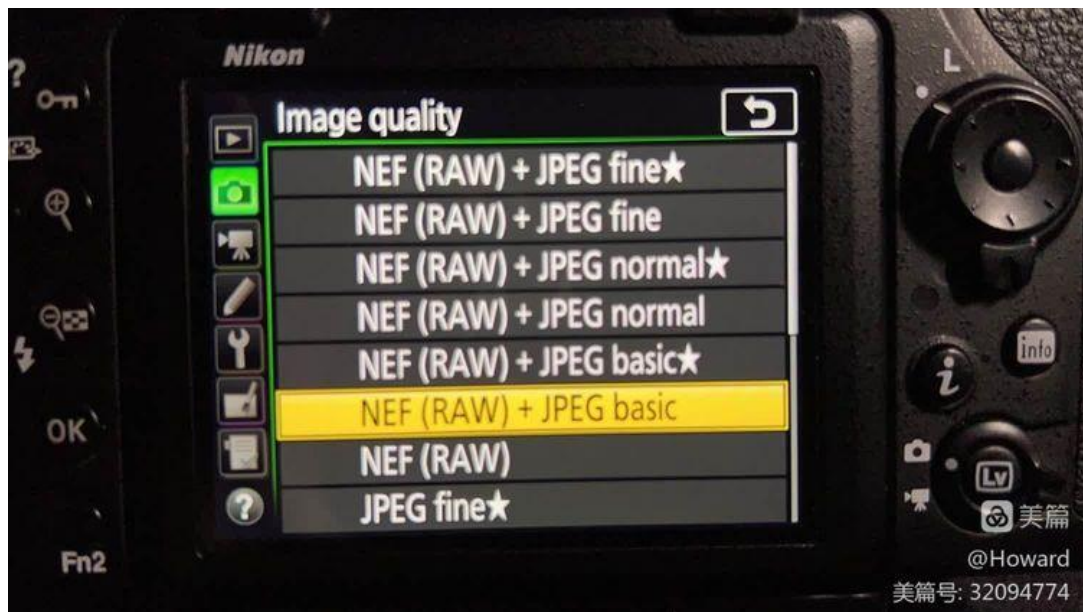 Nikon
?
L
Image quality
NEF (RAW) + JPEG fine★
NEF (RAW) + JPEG fine
NEF (RAW) + JPEG normal★
NEF (RAW) + JPEG normal
NEF (RAW) + JPEG basic★
NEF (RAW) + JPEG basic
NEF (RAW)
JPEG fine★
?
info
i
OK
Lv
Fn2
美篇
@Howard
美篇号: 32094774